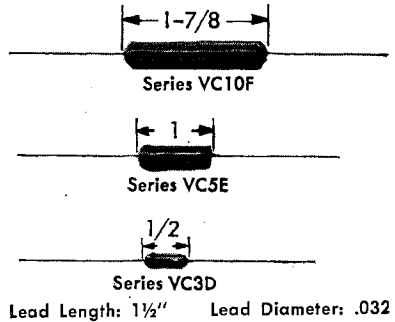 1-7/8
Series VC10F
1
Series VC5E
1/2
Series VC3D
Lead Length: 1½" Lead Diameter: .032